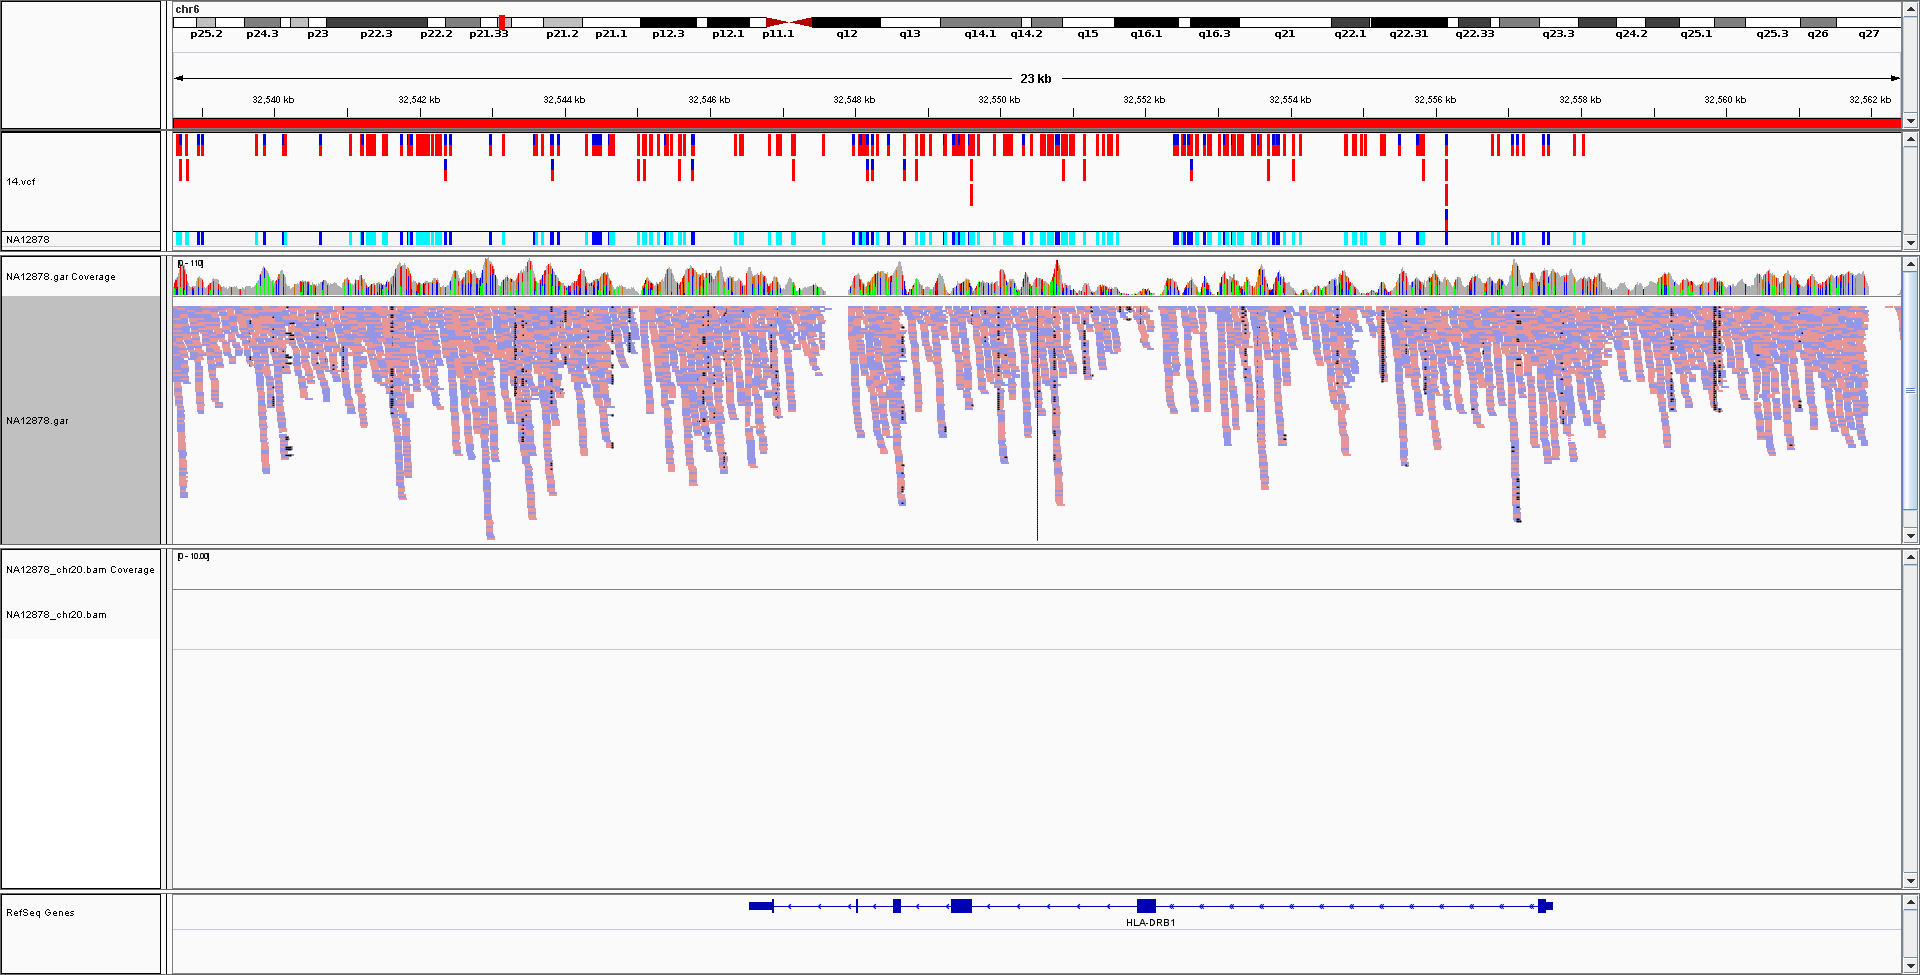 chr6
p25.2 p24.3 p23 p22.3 p22.2 p21.33 p21.2 p21.1 p12.3 p12.1 p11.1 q12 q13 q14.1 q14.2 q15 q16.1 q16.3 q21 q22.1 q22.31 q22.33 q23.3 q24.2 q25.1 q25.3 q26 q27
23 kb
32,540 kb 32,542 kb 32,544 kb 32,546 kb 32,548 kb 32,550 kb 32,552 kb 32,554 kb 32,556 kb 32,558 kb 32,560 kb 32,562 kb
14.vcf
NA12878
NA12878.gar Coverage
[0 - 110]
NA12878.gar
[0 - 10.00]
NA12878_chr20.bam Coverage
NA12878_chr20.bam
RefSeq Genes
HLA-DRB1